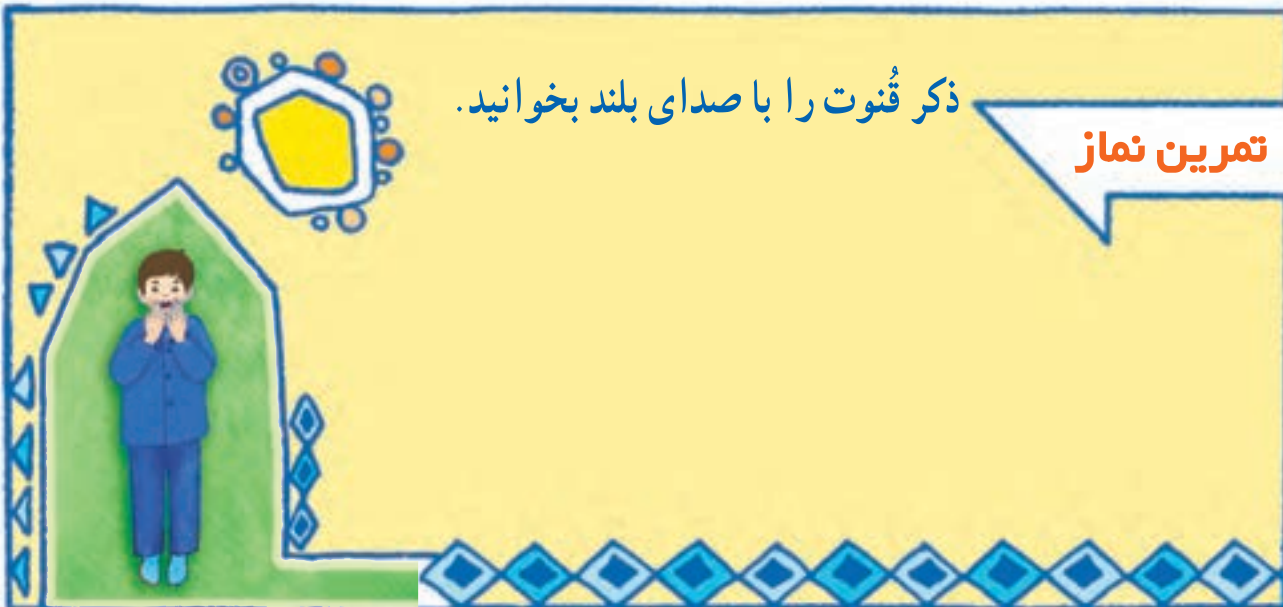 تمرین نماز
ذکر قُنوت را با صدای بلند بخوانید.